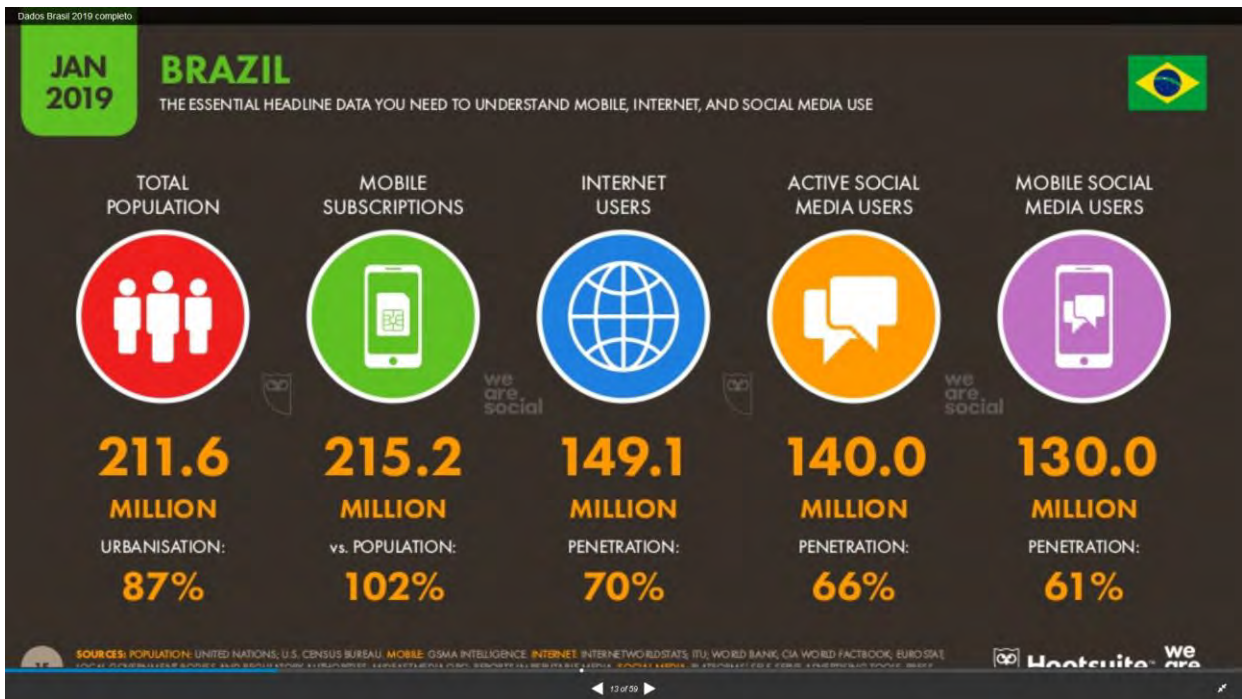 Dados Brasil 2019 completo
JAN
2019
BRAZIL
THE ESSENTIAL HEADLINE DATA YOU NEED TO UNDERSTAND MOBILE, INTERNET, AND SOCIAL MEDIA USE
TOTAL
POPULATION
MOBILE
SUBSCRIPTIONS
INTERNET
USERS
ACTIVE SOCIAL
MEDIA USERS
MOBILE SOCIAL
MEDIA USERS
we
are
social
we
are
social
211.6
MILLION
URBANISATION:
87%
215.2
MILLION
vs. POPULATION:
102%
149.1
MILLION
PENETRATION:
70%
140.0
MILLION
PENETRATION:
66%
130.0
MILLION
PENETRATION:
61%
SOURCES: POPULATION: UNITED NATIONS; U.S. CENSUS BUREAU. MOBILE: GSMA INTELLIGENCE. INTERNET: INTERNETWORLDSTATS; ITU; WORLD BANK; CIA WORLD FACTBOOK; EUROSTAT;
Hootsuite™
we
are
13 of 59